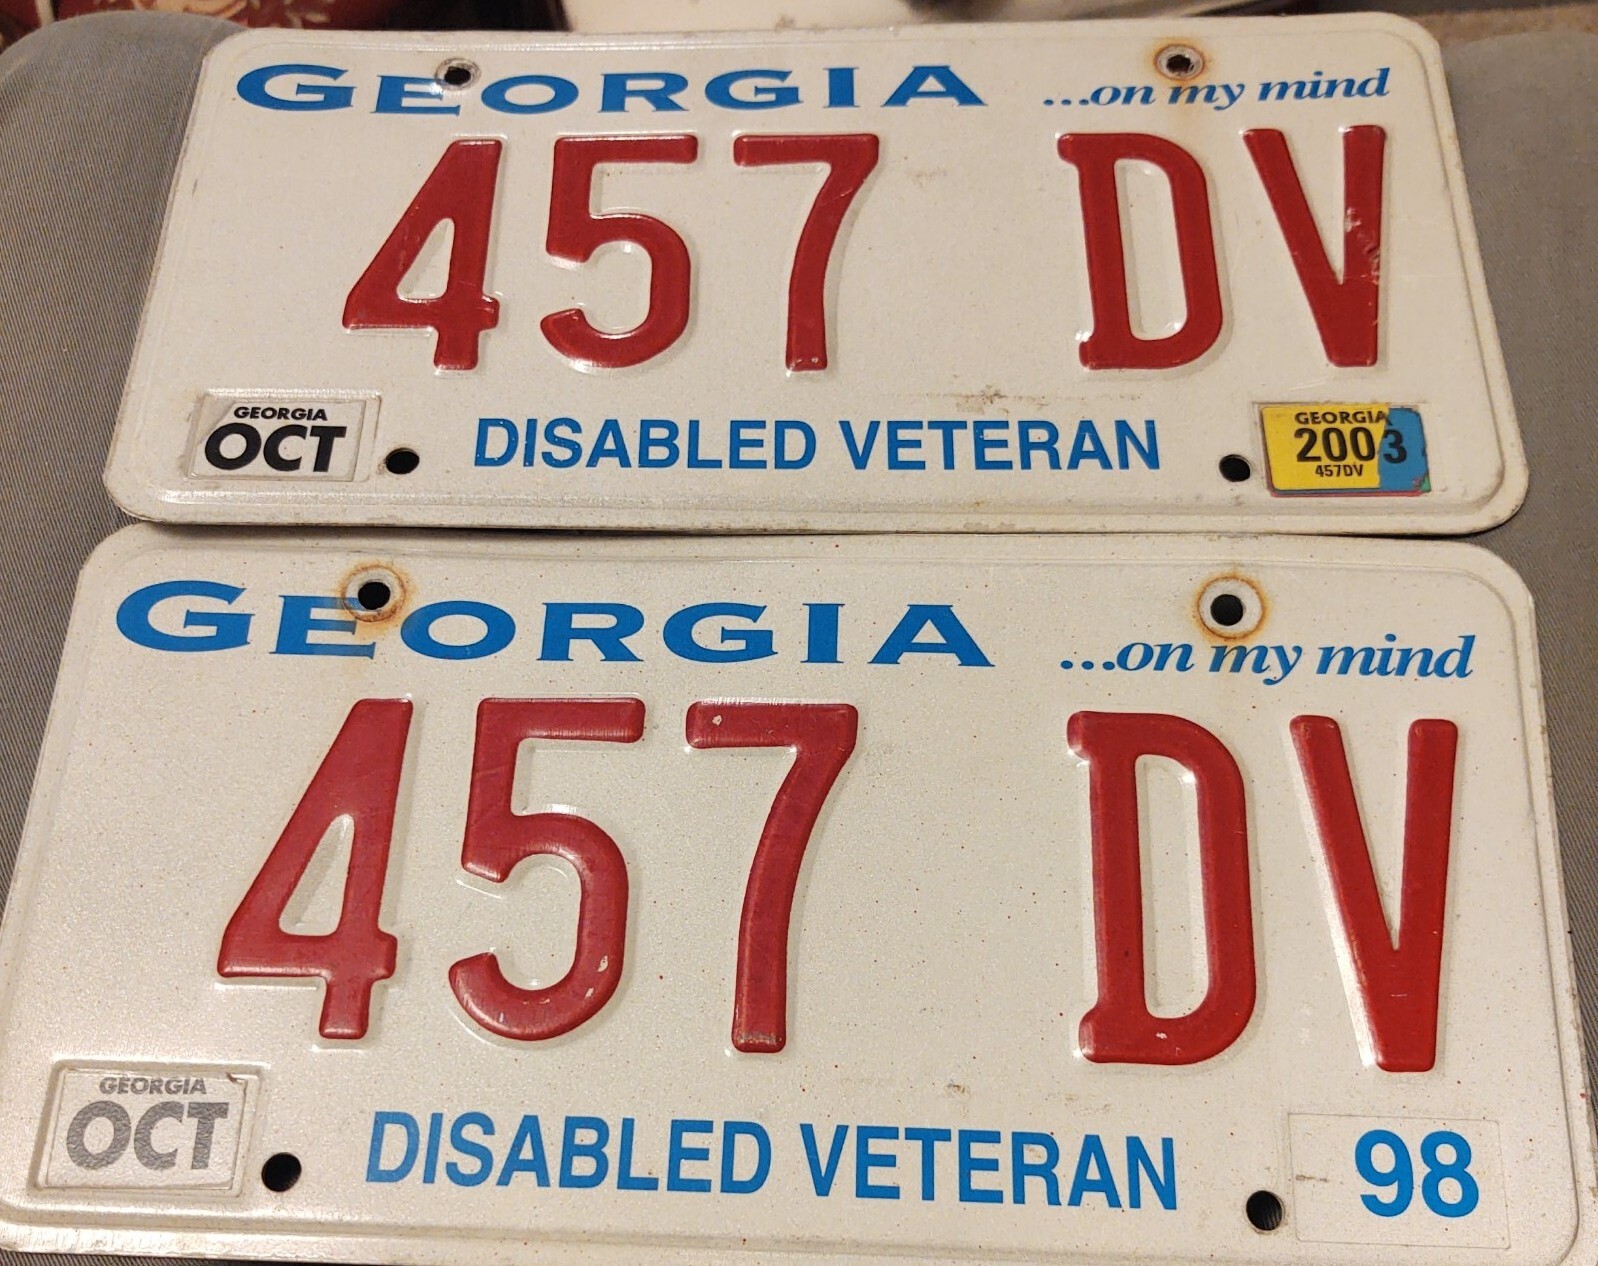 GEORGIA ...on my mind
457 DV
GEORGIA
OCT
DISABLED VETERAN
GEORGIA
2003
457DV
GEORGIA ...on my mind
457 DV
GEORGIA
OCT
DISABLED VETERAN
98